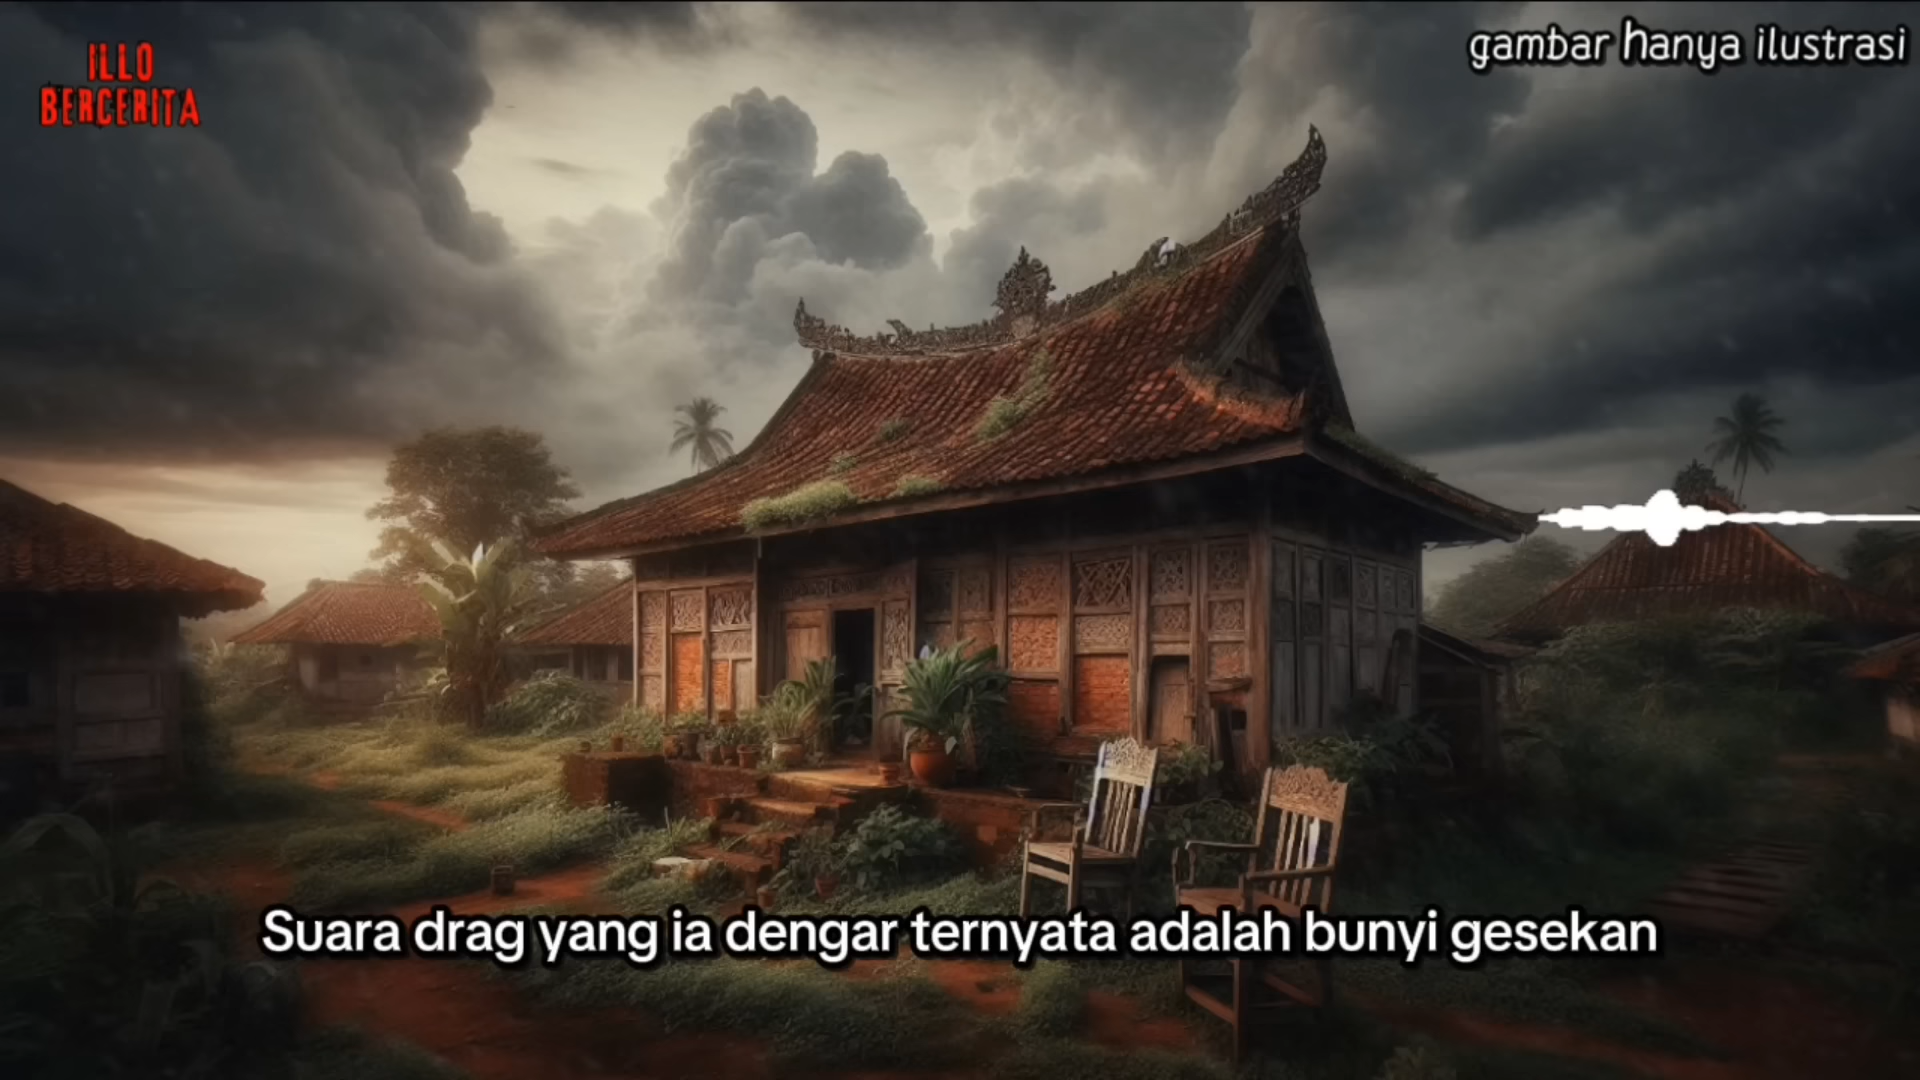 ILLO
BERCERITA
gambar hanya ilustrasi
Suara drag yang ia dengar ternyata adalah bunyi gesekan